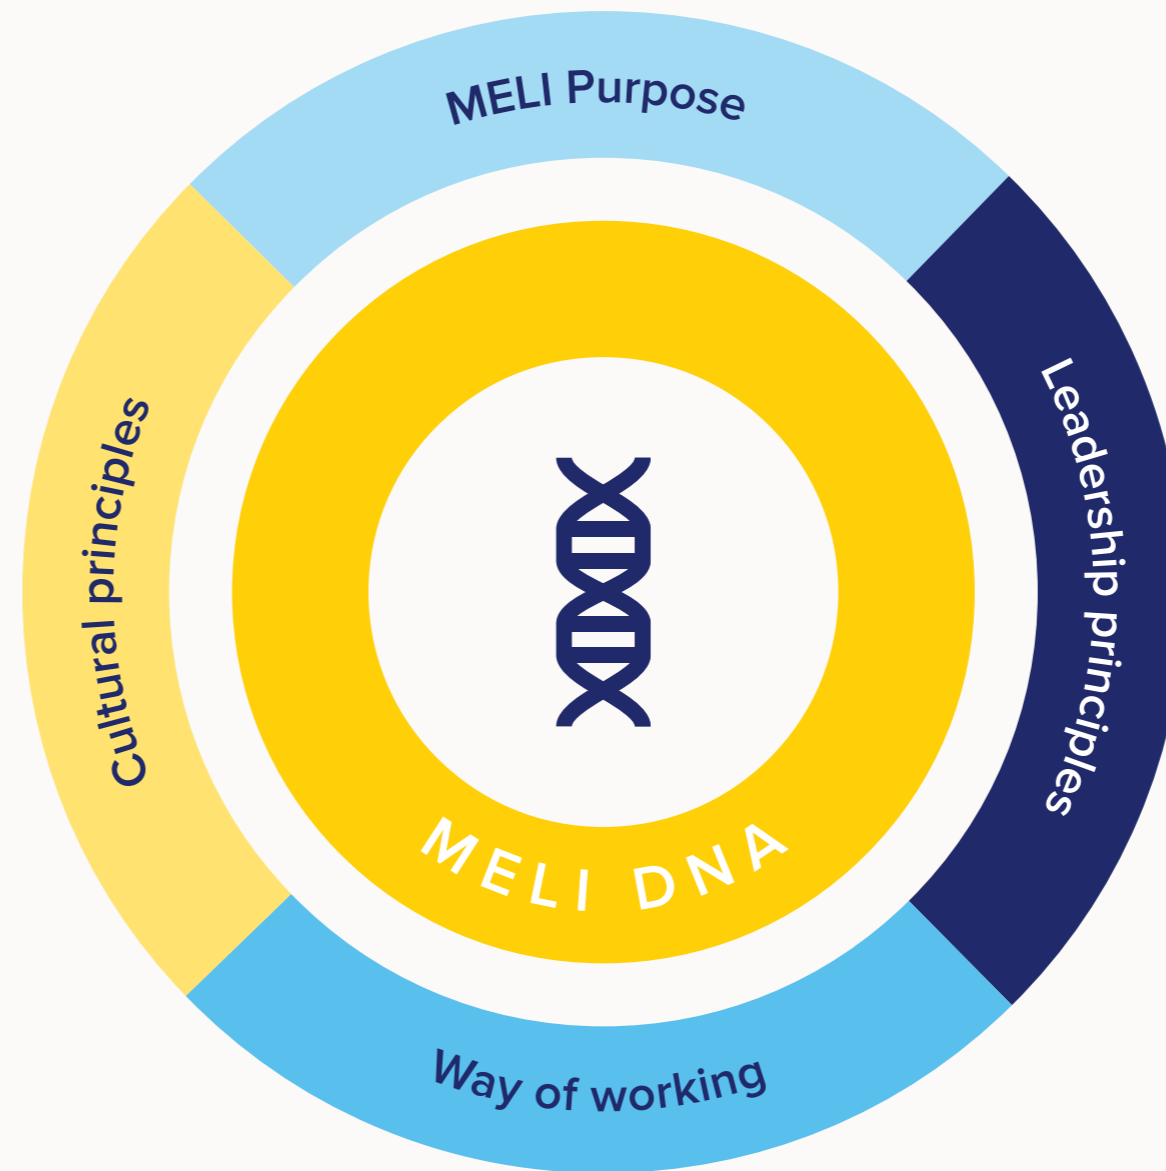 MELI Purpose
Leadership principles
Cultural principles
MELI DNA
Way of working